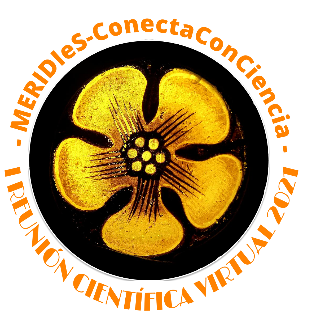 - MERIDIeS-ConectaConCiencia -
I REUNIÓN CIENTÍFICA VIRTUAL 2021